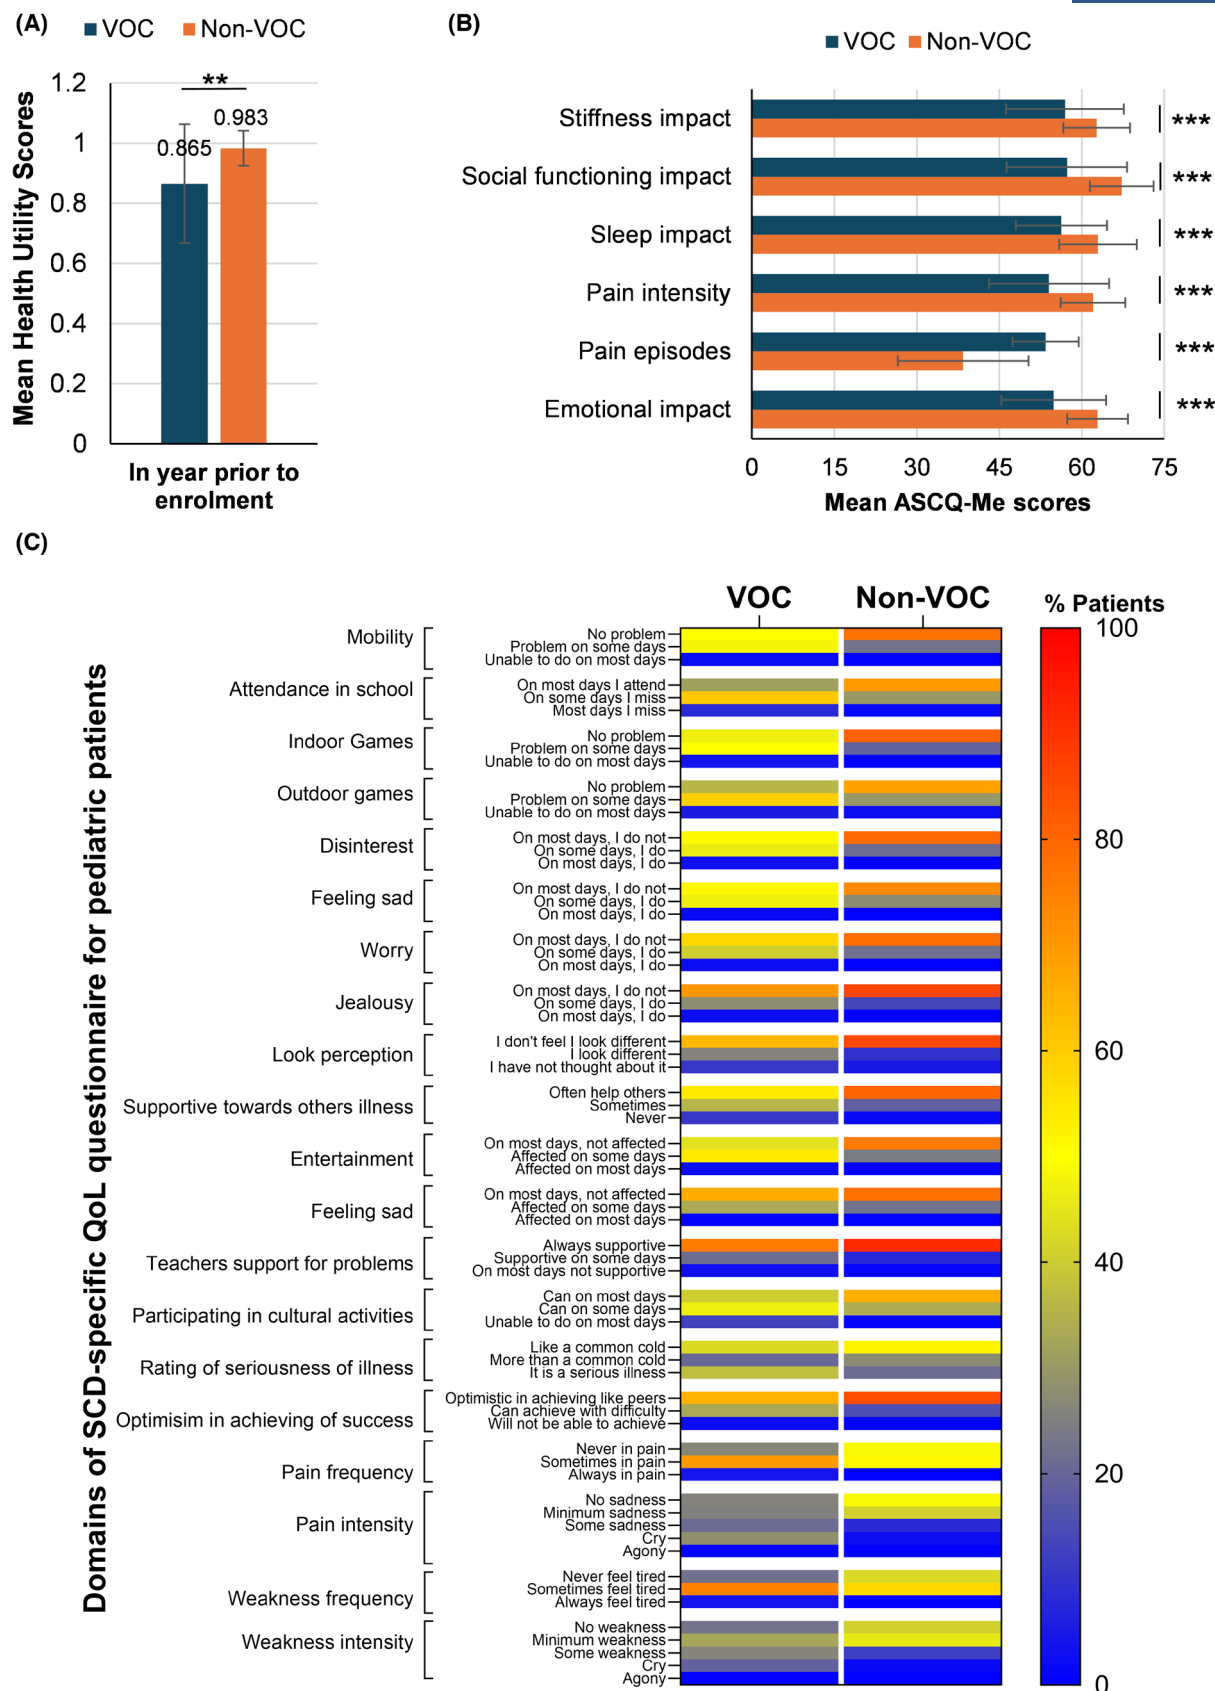 (A)
VOC Non-VOC
Mean Health Utility Scores
1.2
1
0.8
0.6
0.4
0.2
0
**
0.865
0.983
In year prior to
enrolment
(B)
VOC Non-VOC
Stiffness impact ***
Social functioning impact ***
Sleep impact ***
Pain intensity ***
Pain episodes ***
Emotional impact ***
0 15 30 45 60 75
Mean ASCQ-Me scores
(C)
VOC Non-VOC
% Patients
100
80
60
40
20
0
Domains of SCD-specific QoL questionnaire for pediatric patients
Mobility
No problem
Problem on some days
Unable to do on most days
Attendance in school
On most days I attend
On some days I miss
Most days I miss
Indoor Games
No problem
Problem on some days
Unable to do on most days
Outdoor games
No problem
Problem on some days
Unable to do on most days
Disinterest
On most days, I do not
On some days, I do
On most days, I do
Feeling sad
On most days, I do not
On some days, I do
On most days, I do
Worry
On most days, I do not
On some days, I do
On most days, I do
Jealousy
On most days, I do not
On some days, I do
On most days, I do
Look perception
I don't feel I look different
I look different
I have not thought about it
Supportive towards others illness
Often help others
Sometimes
Never
Entertainment
On most days, not affected
Affected on some days
Affected on most days
Feeling sad
On most days, not affected
Affected on some days
Affected on most days
Teachers support for problems
Always supportive
Supportive on some days
On most days not supportive
Participating in cultural activities
Can on most days
Can on some days
Unable to do on most days
Rating of seriousness of illness
Like a common cold
More than a common cold
It is a serious illness
Optimisim in achieving of success
Optimistic in achieving like peers
Can achieve with difficulty
Will not be able to achieve
Pain frequency
Never in pain
Sometimes in pain
Always in pain
Pain intensity
No sadness
Minimum sadness
Some sadness
Cry
Agony
Weakness frequency
Never feel tired
Sometimes feel tired
Always feel tired
Weakness intensity
No weakness
Minimum weakness
Some weakness
Cry
Agony